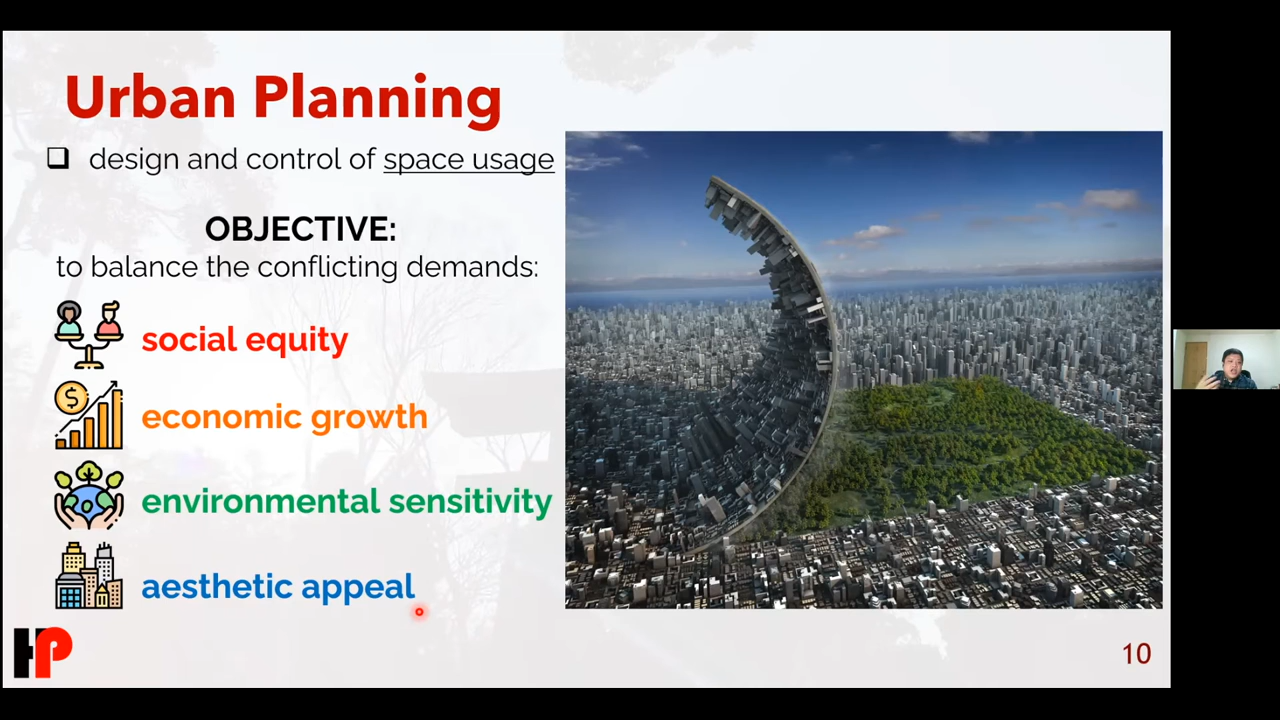 Urban Planning
design and control of space usage
OBJECTIVE:
to balance the conflicting demands:
social equity
economic growth
environmental sensitivity
aesthetic appeal
HP
10